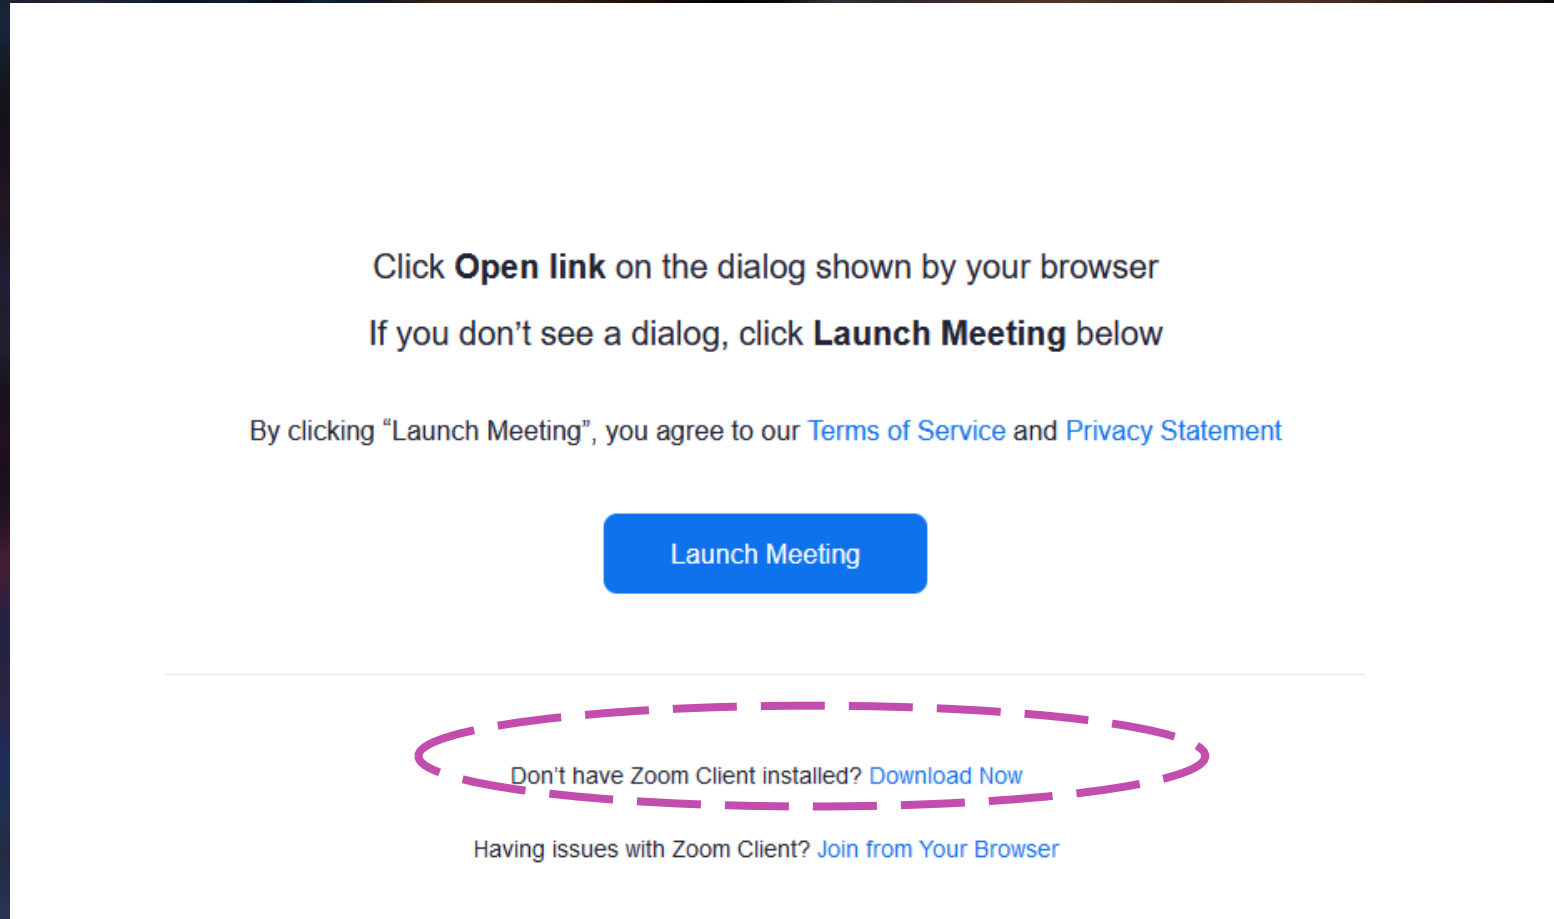 Click Open link on the dialog shown by your browser
If you don’t see a dialog, click Launch Meeting below
By clicking “Launch Meeting”, you agree to our Terms of Service and Privacy Statement
Launch Meeting
Don’t have Zoom Client installed? Download Now
Having issues with Zoom Client? Join from Your Browser